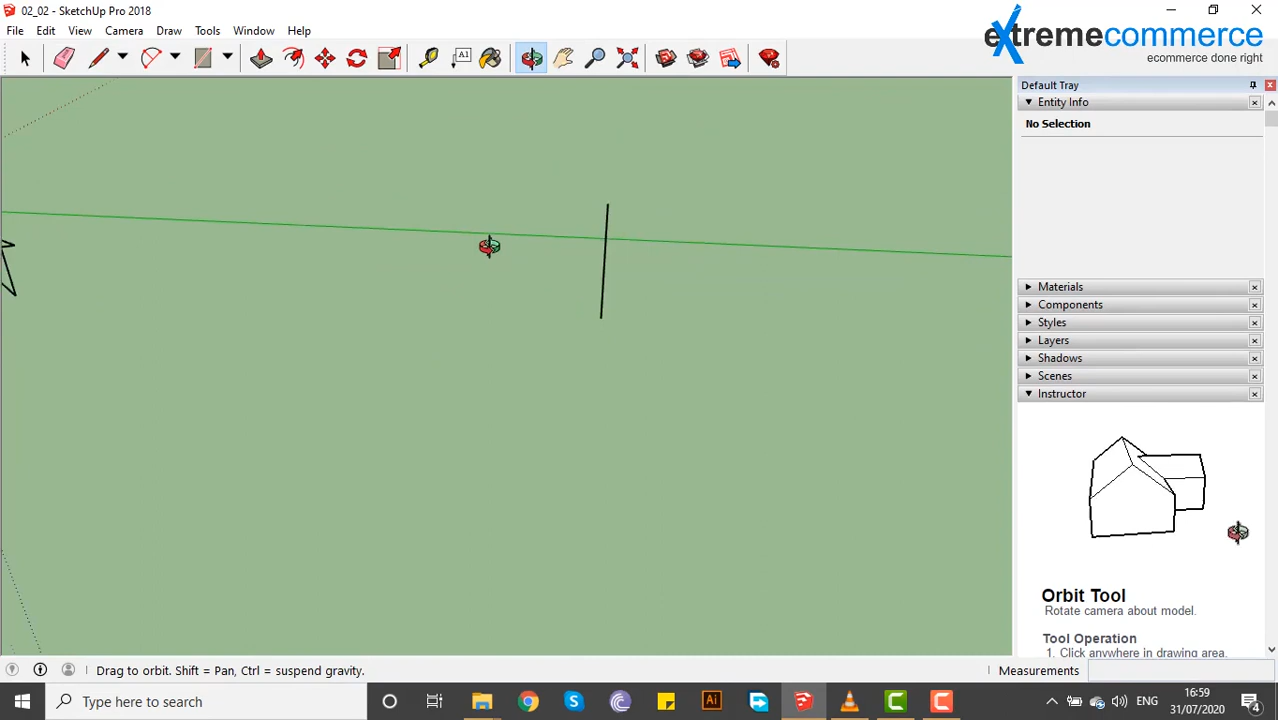 02_02 - SketchUp Pro 2018
extremecommerce
ecommerce done right
File Edit View Camera Draw Tools Window Help
A1
Default Tray
Entity Info
No Selection
Materials
Components
Styles
Layers
Shadows
Scenes
Instructor
Orbit Tool
Rotate camera about model.
Tool Operation
1. Click anywhere in drawing area.
Drag to orbit. Shift = Pan, Ctrl = suspend gravity.
Measurements
Type here to search
Ai
ENG
16:59
31/07/2020
4